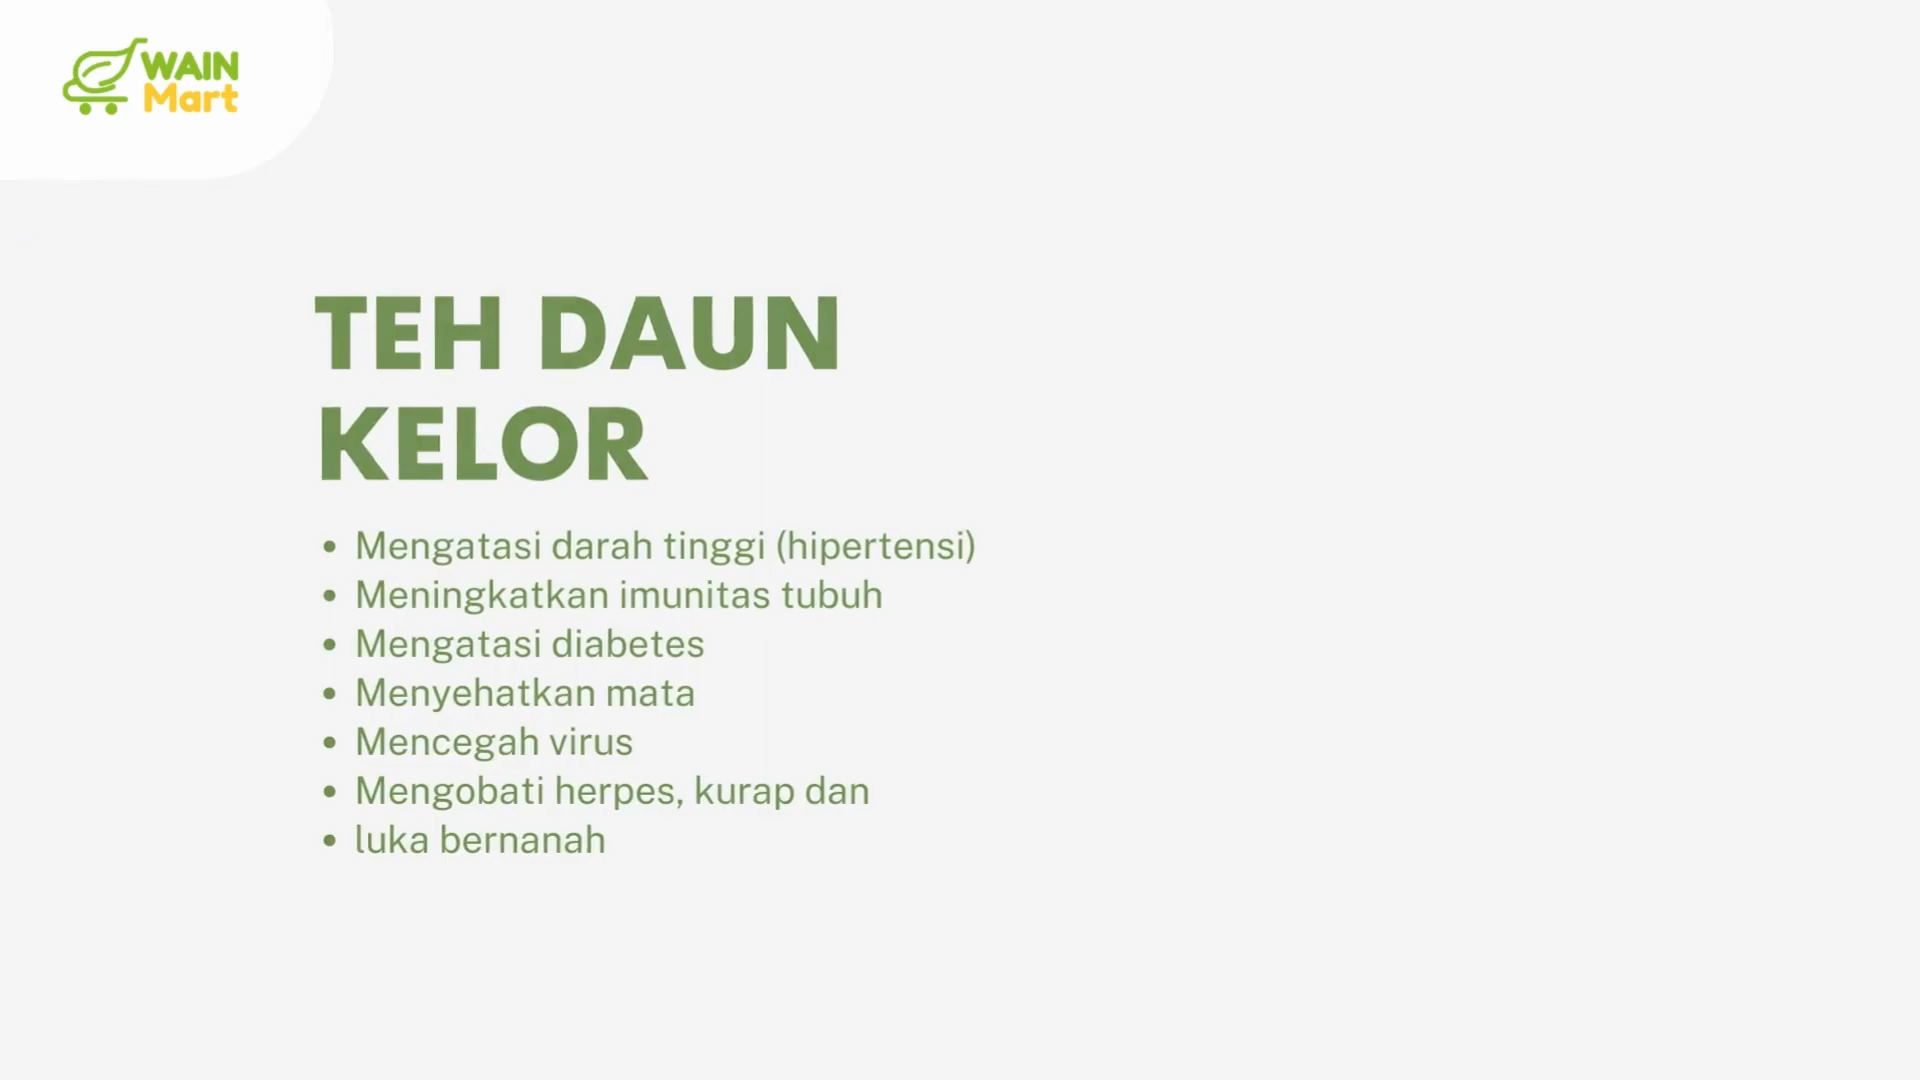 WAIN
Mart
TEH DAUN
KELOR
• Mengatasi darah tinggi (hipertensi)
• Meningkatkan imunitas tubuh
• Mengatasi diabetes
• Menyehatkan mata
• Mencegah virus
• Mengobati herpes, kurap dan
• luka bernanah